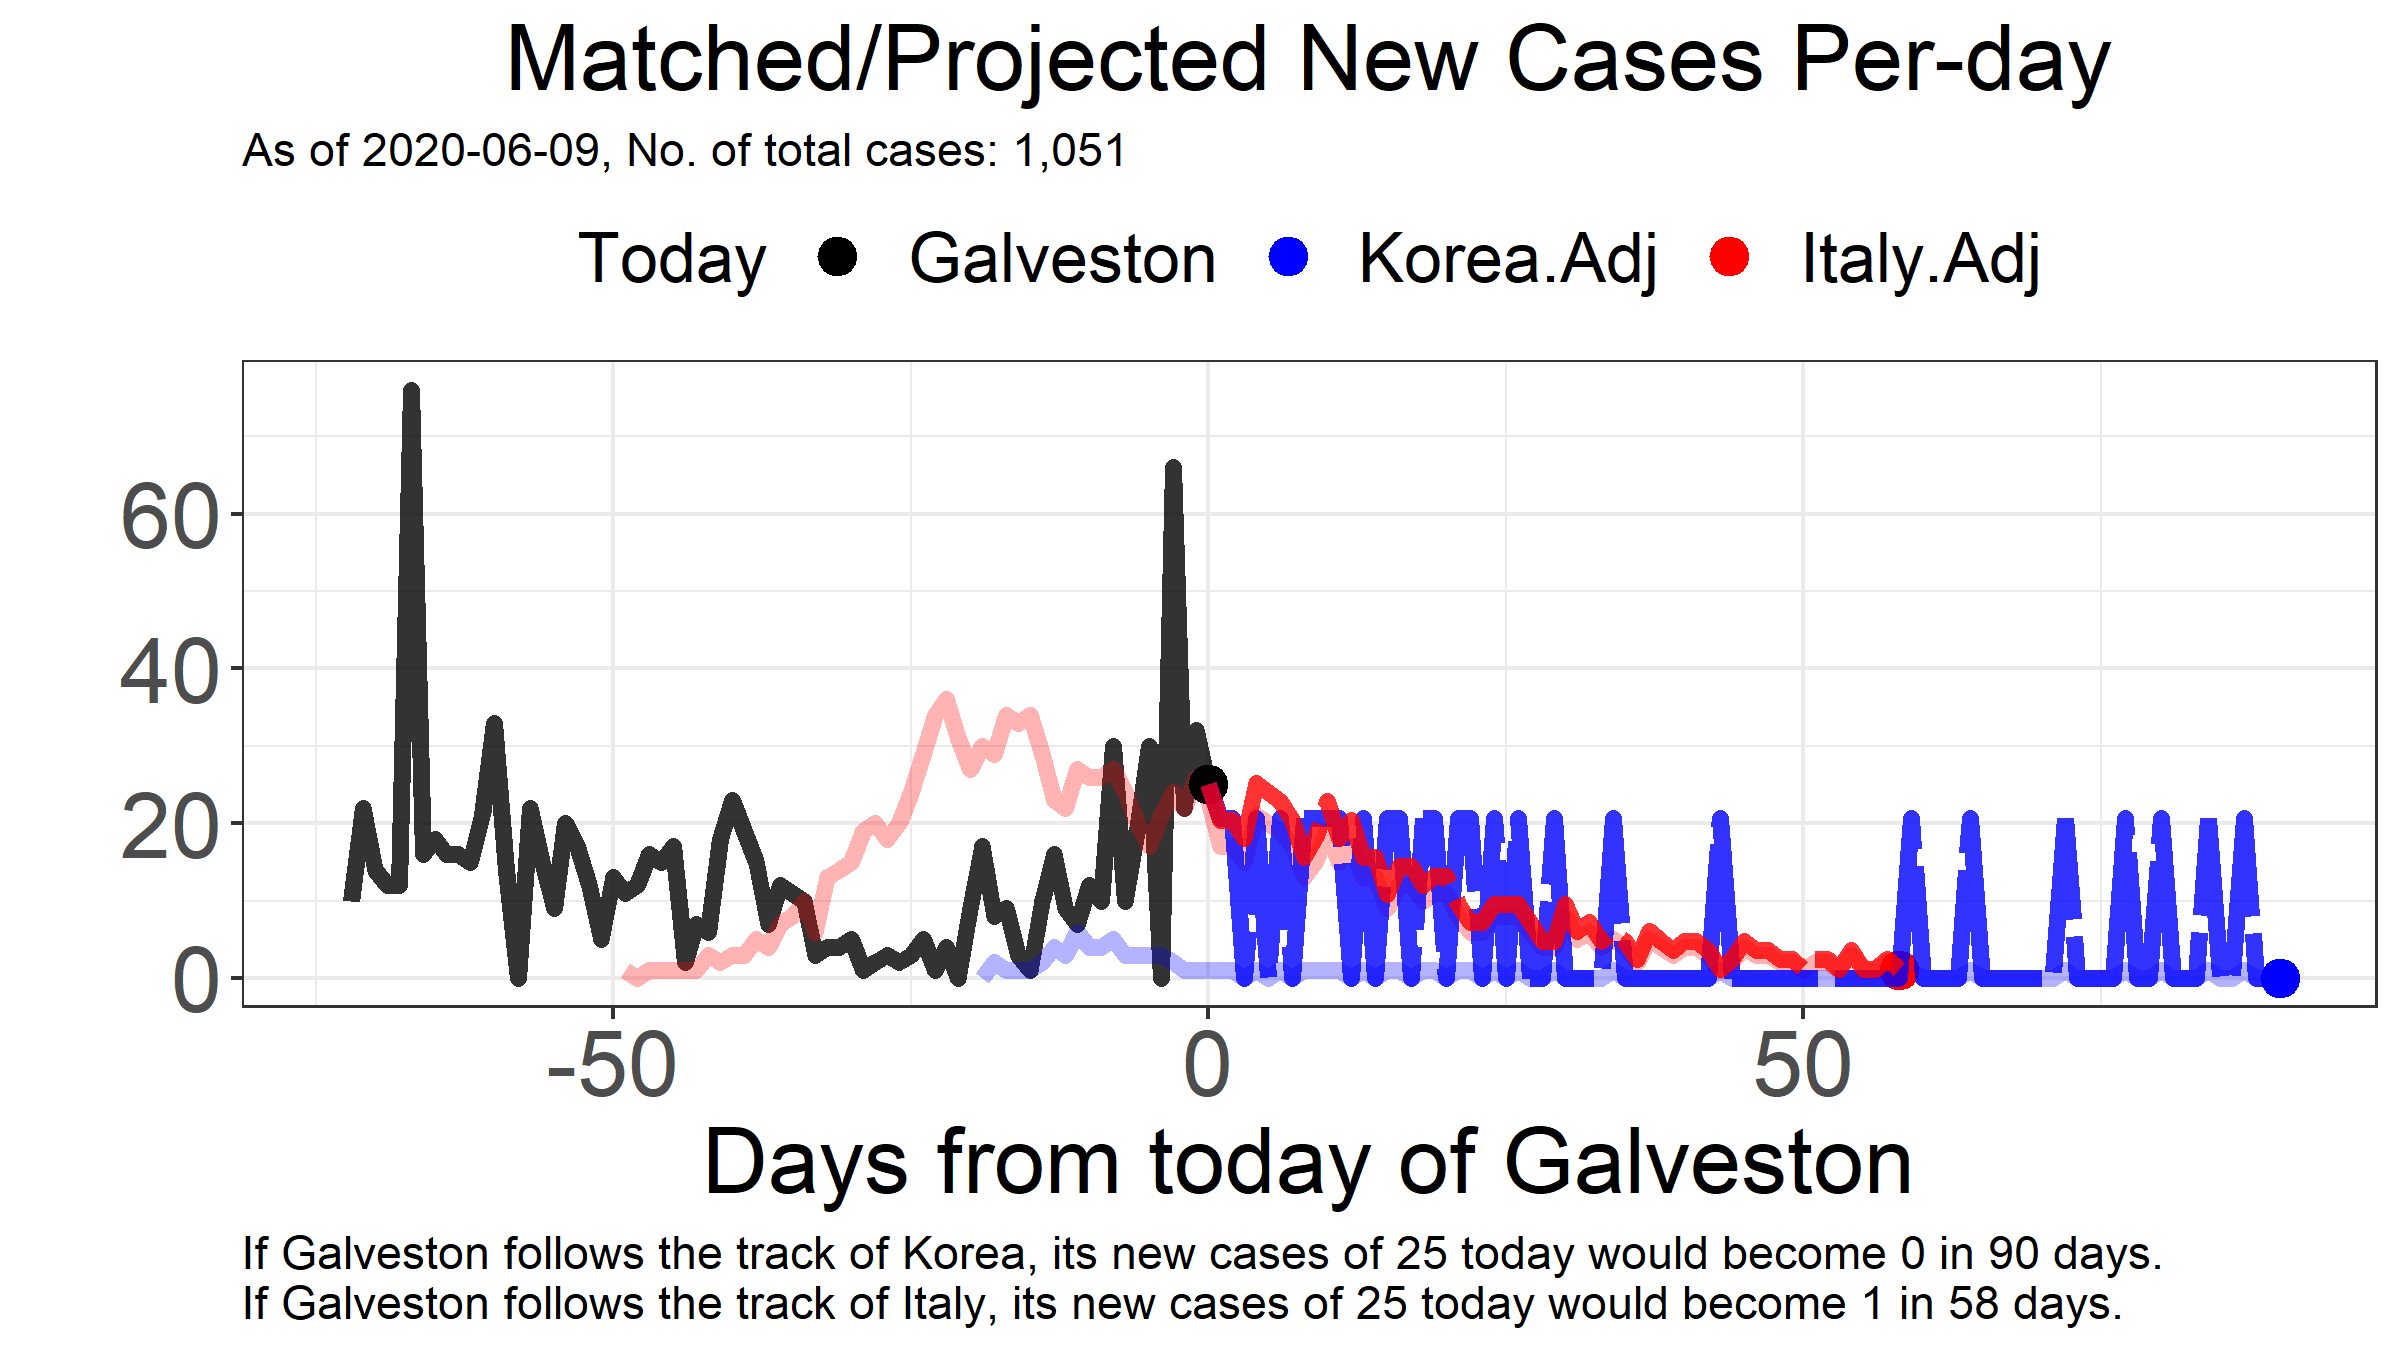 Matched/Projected New Cases Per-day
As of 2020-06-09, No. of total cases: 1,051
Today Galveston Korea.Adj Italy.Adj
60
40
20
0
-50 0 50
Days from today of Galveston
If Galveston follows the track of Korea, its new cases of 25 today would become 0 in 90 days.
If Galveston follows the track of Italy, its new cases of 25 today would become 1 in 58 days.